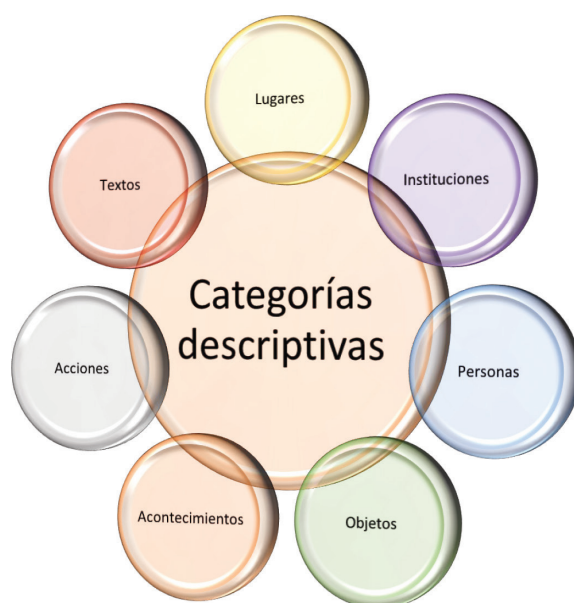 Lugares
Instituciones
Personas
Objetos
Acontecimientos
Acciones
Textos
Categorías
descriptivas